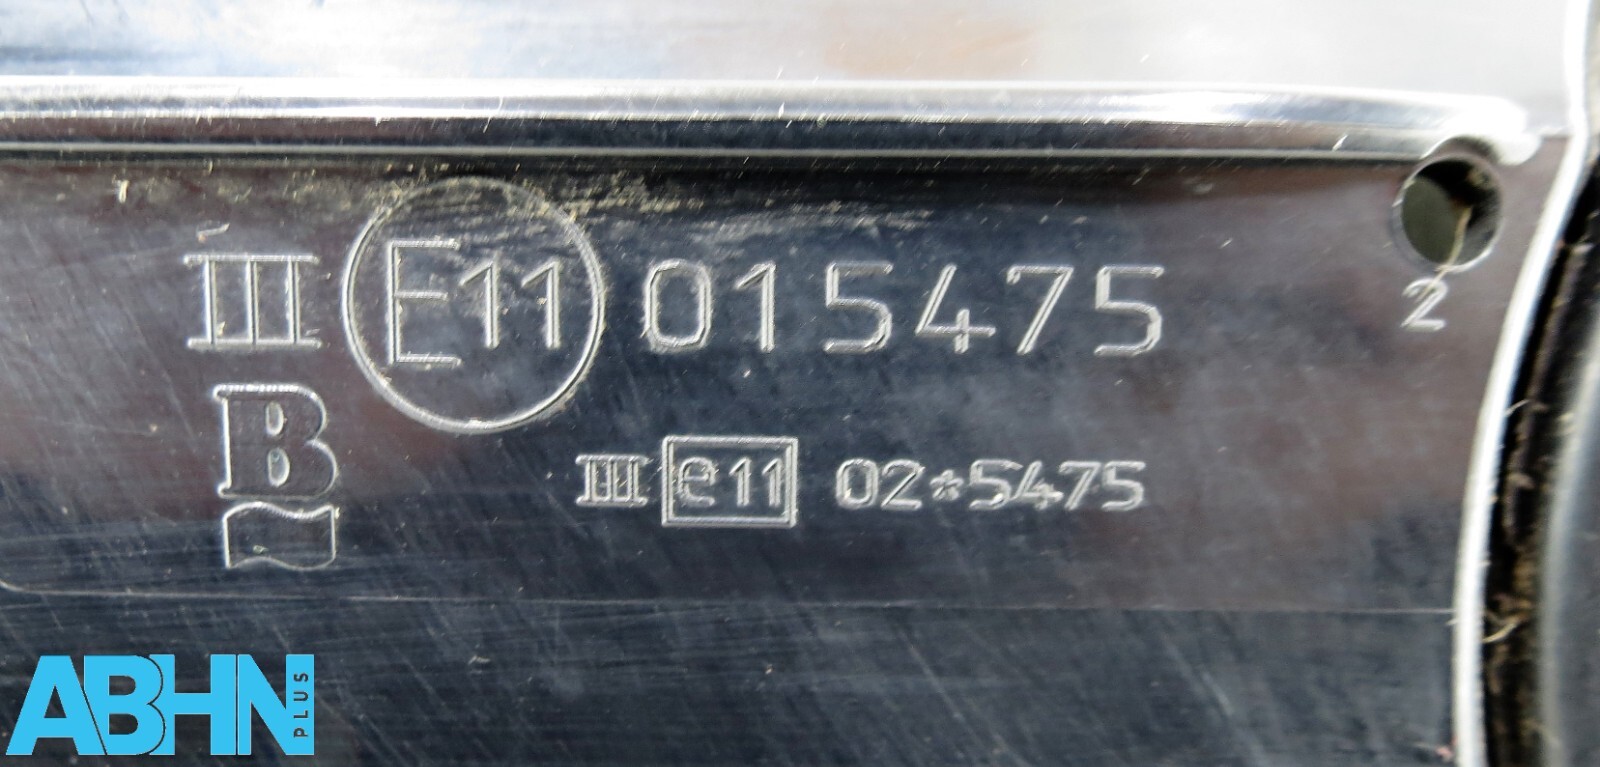 III E11 015475
2
B
III e11 02*5475
ABHN PLUS